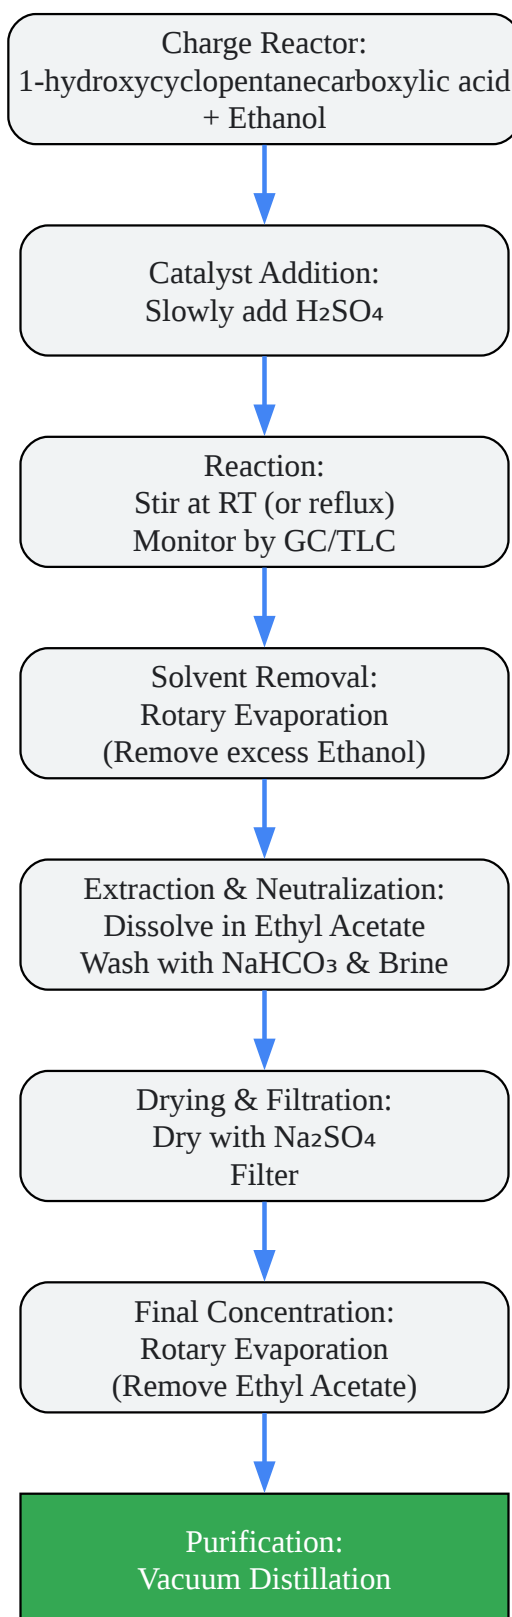 Charge Reactor:
1-hydroxycyclopentanecarboxylic acid
+ Ethanol
Catalyst Addition:
Slowly add H₂SO₄
Reaction:
Stir at RT (or reflux)
Monitor by GC/TLC
Solvent Removal:
Rotary Evaporation
(Remove excess Ethanol)
Extraction & Neutralization:
Dissolve in Ethyl Acetate
Wash with NaHCO₃ & Brine
Drying & Filtration:
Dry with Na₂SO₄
Filter
Final Concentration:
Rotary Evaporation
(Remove Ethyl Acetate)
Purification:
Vacuum Distillation